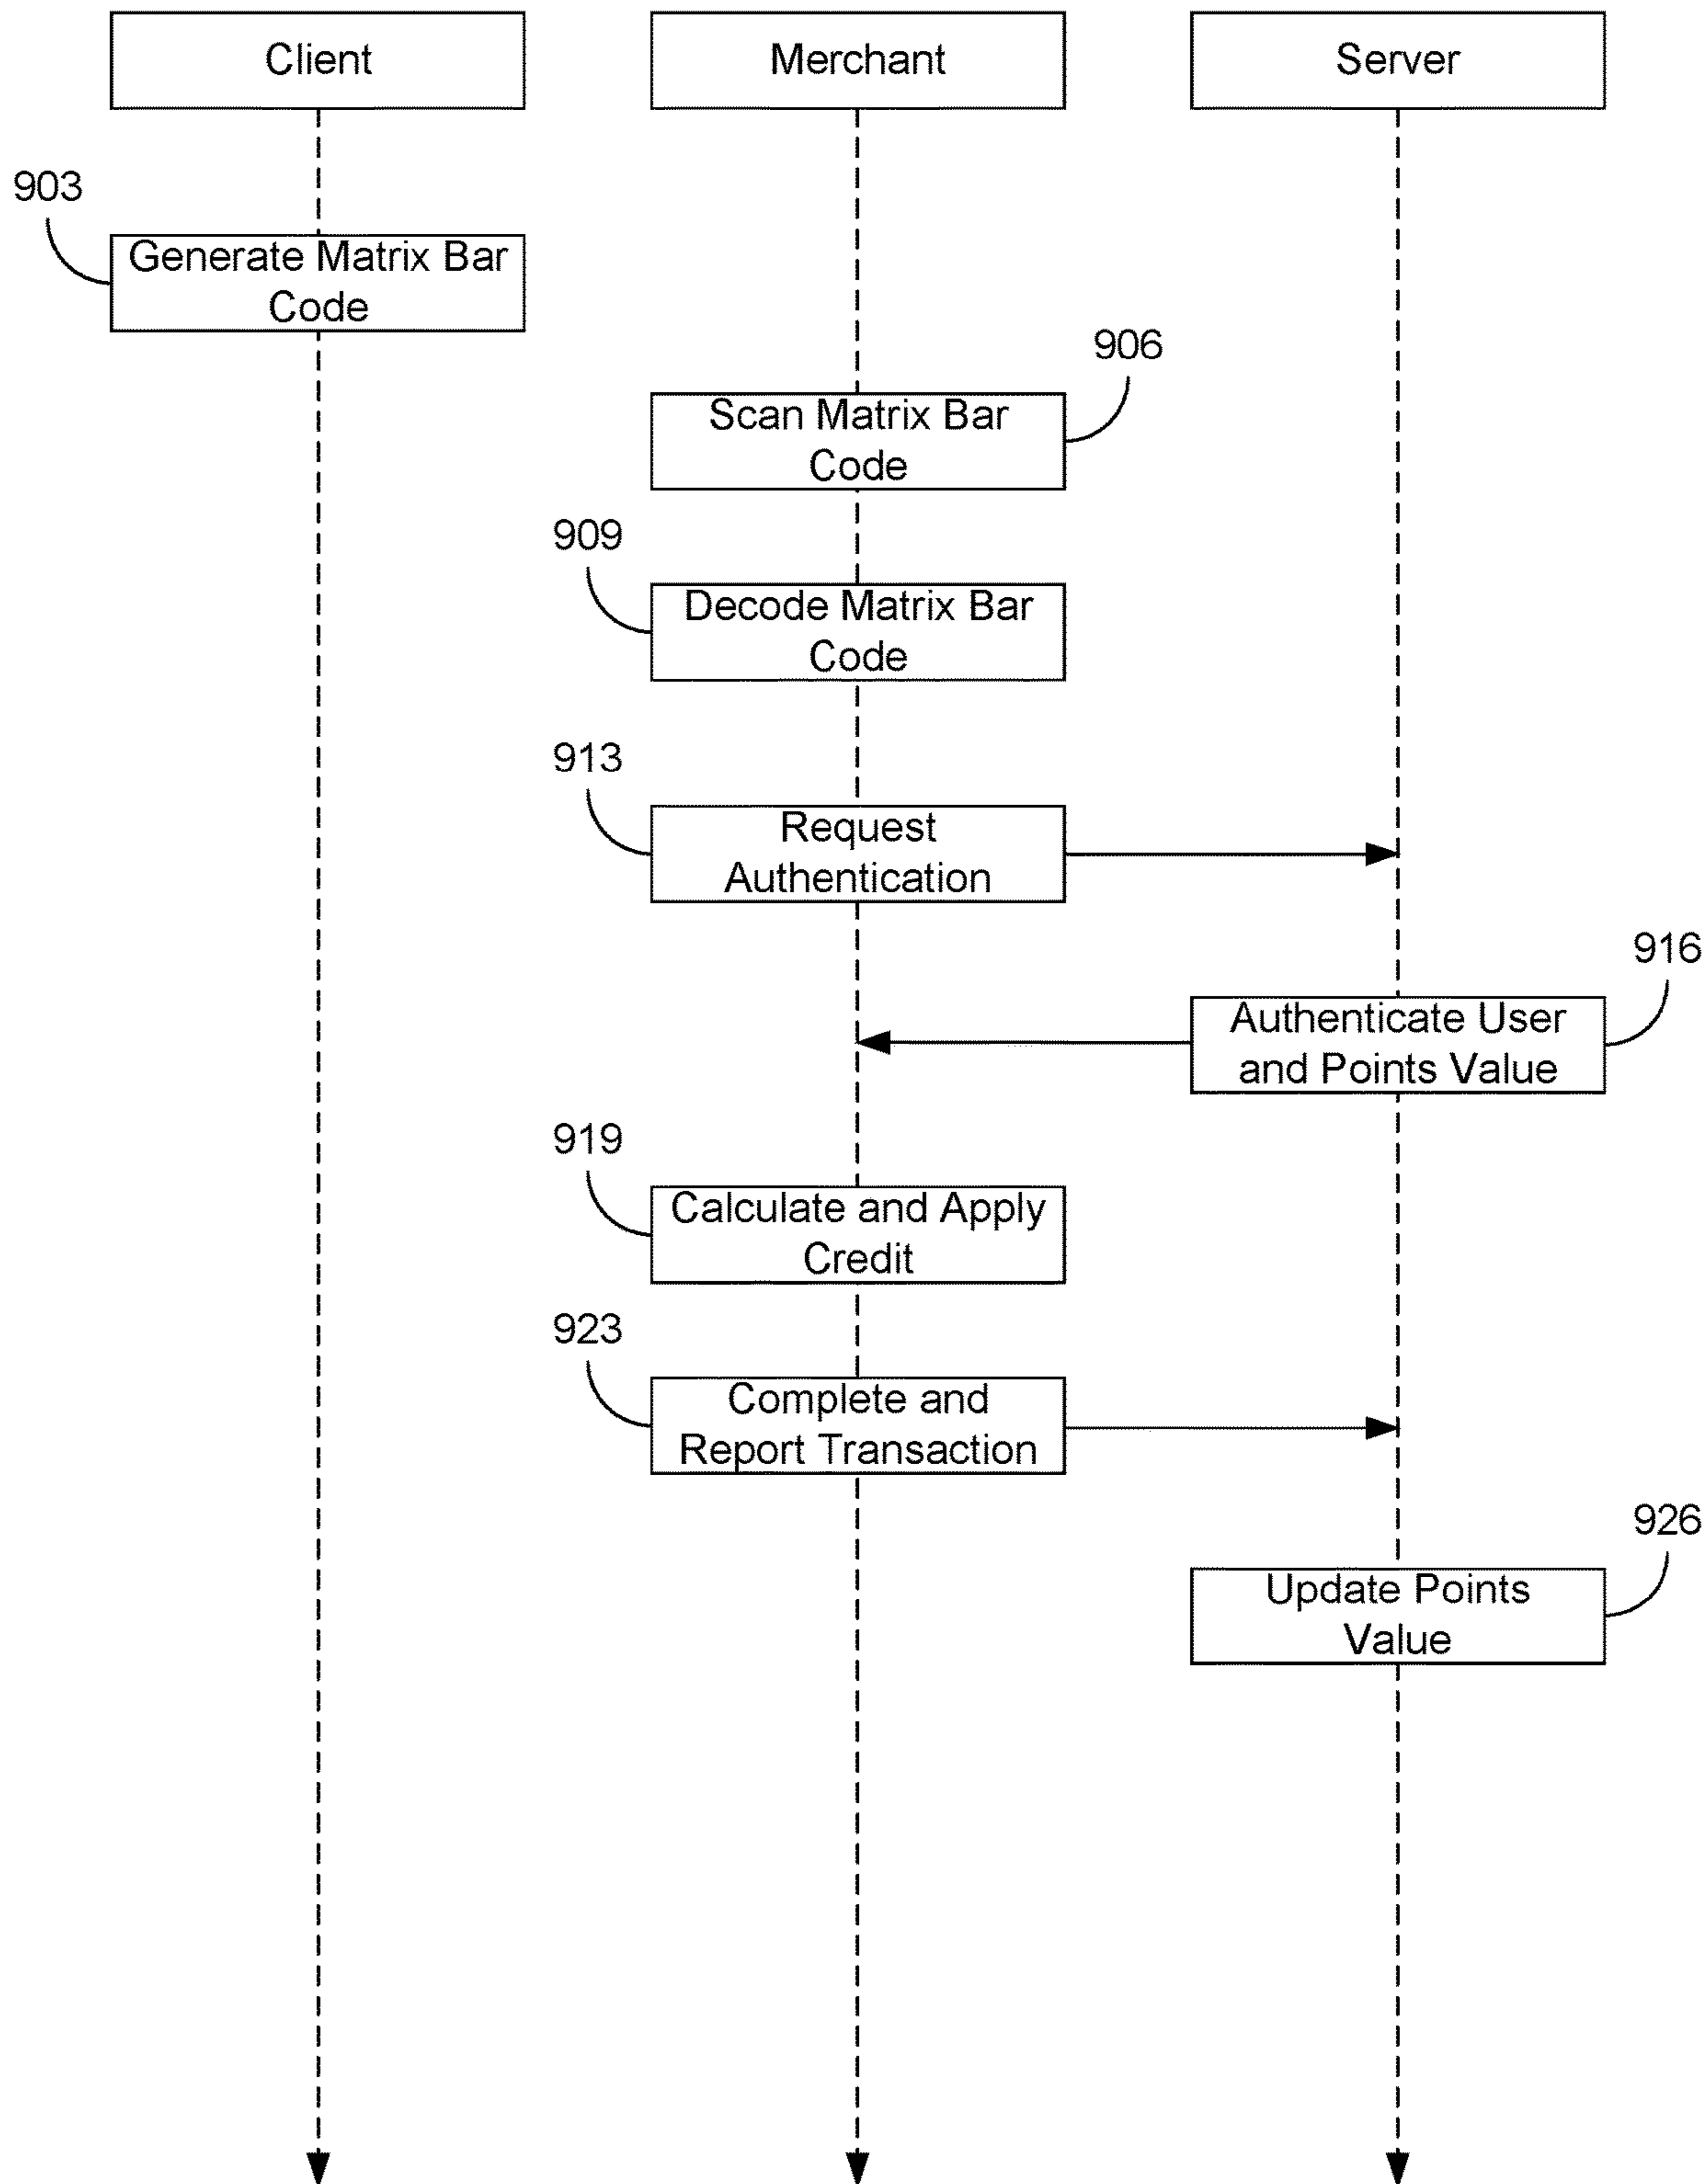 Client
Merchant
Server
903
Generate Matrix Bar
Code
906
Scan Matrix Bar
Code
909
Decode Matrix Bar
Code
913
Request
Authentication
916
Authenticate User
and Points Value
919
Calculate and Apply
Credit
923
Complete and
Report Transaction
926
Update Points
Value